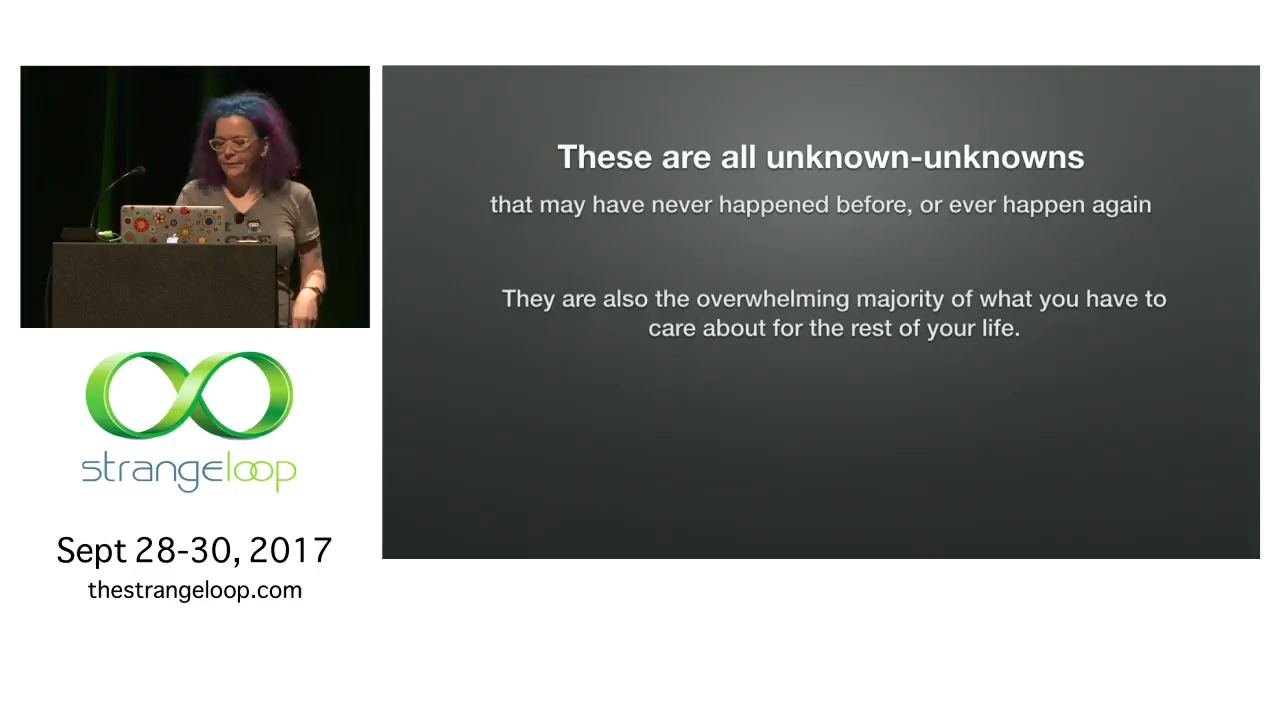 These are all unknown-unknowns
that may have never happened before, or ever happen again
They are also the overwhelming majority of what you have to
care about for the rest of your life.
strangeloop
Sept 28-30, 2017
thestrangeloop.com